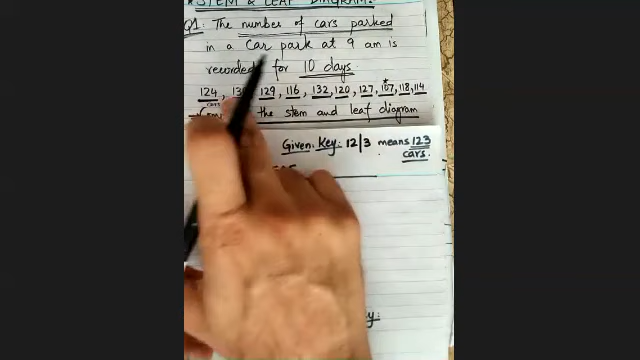 STEM & LEAF DIAGRAM:
Q1: The number of cars parked
in a car park at 9 am is
recorded for 10 days.
124, 129, 116, 132, 120, 127, 107, 118, 114
cars
the stem and leaf diagram
Given: Key: 12|3 means 123
cars.